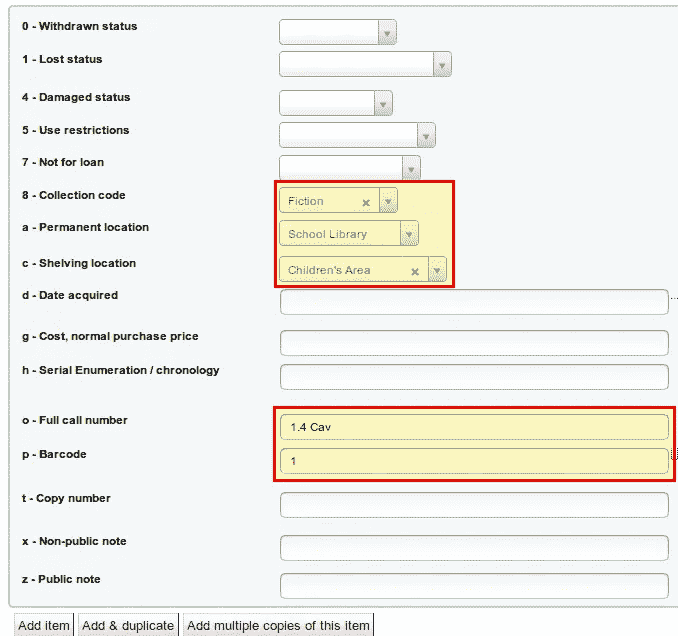 0 - Withdrawn status
1 - Lost status
4 - Damaged status
5 - Use restrictions
7 - Not for loan
8 - Collection code Fiction x
a - Permanent location School Library
c - Shelving location Children's Area x
d - Date acquired ...
g - Cost, normal purchase price
h - Serial Enumeration / chronology
o - Full call number 1.4 Cav
p - Barcode 1
t - Copy number
x - Non-public note
z - Public note
Add item Add & duplicate Add multiple copies of this item